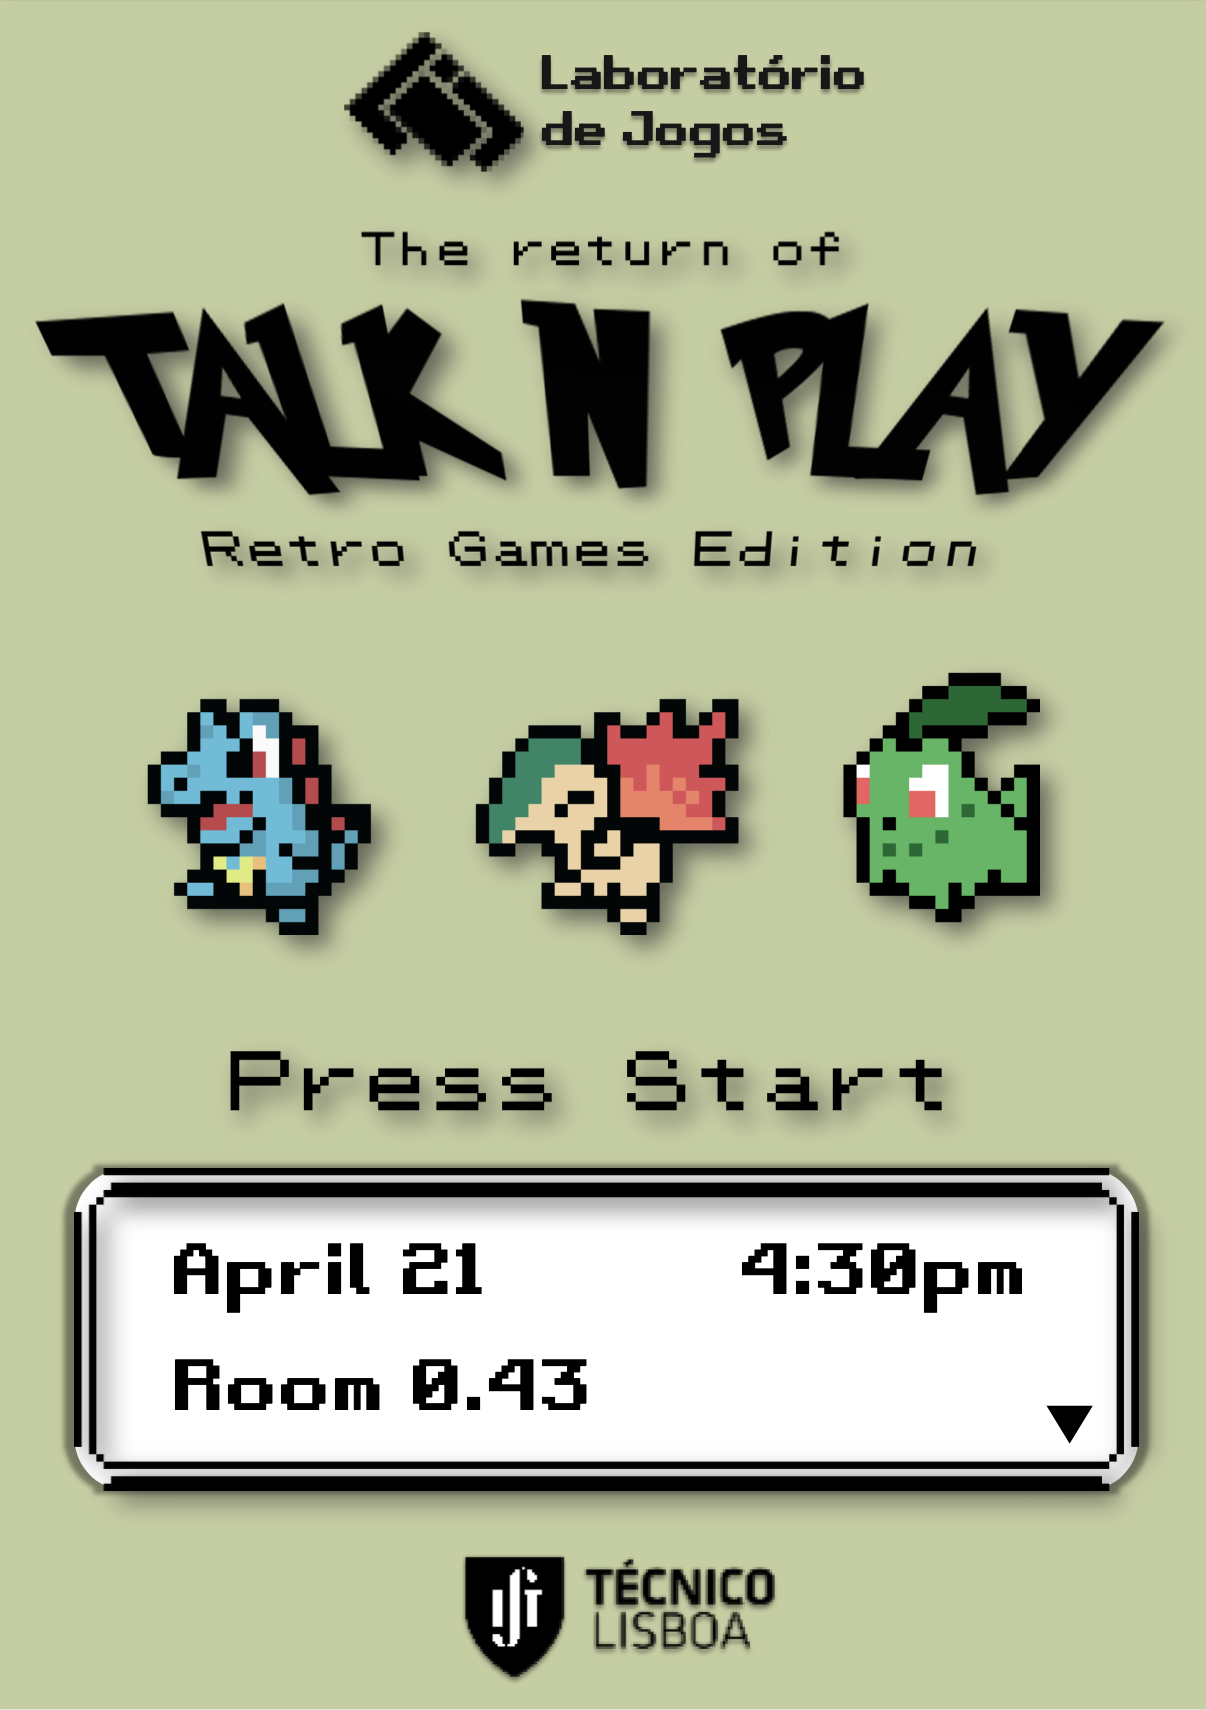 Laboratório
de Jogos
The return of
TALK N PLAY
Retro Games Edition
Press Start
April 21 4:30pm
Room 0.43
TÉCNICO
LISBOA